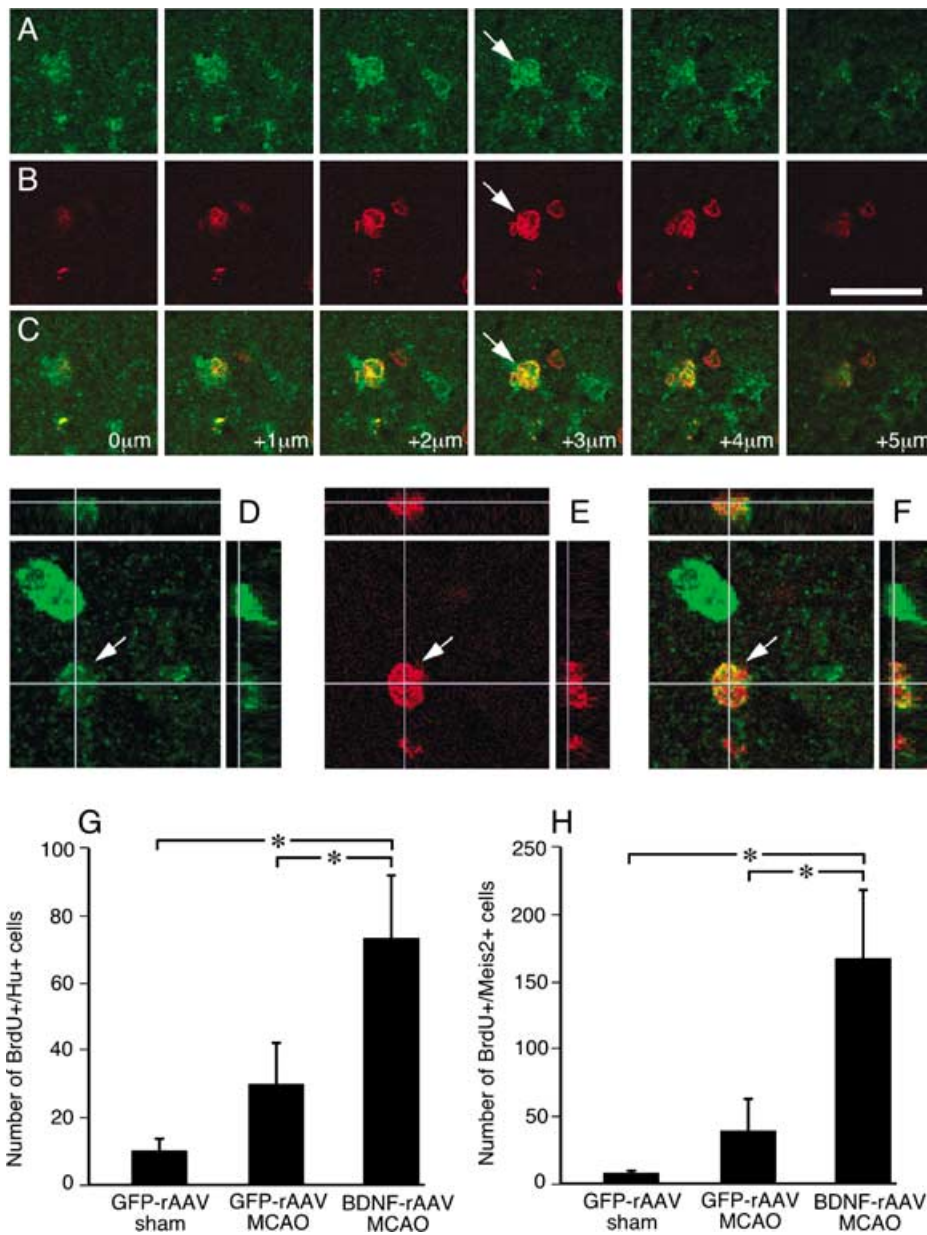 A
B
C
0μm
+1μm
+2μm
+3μm
+4μm
+5μm
D
E
F
G
*
*
100
80
60
40
20
0
Number of BrdU+/Hu+ cells
GFP-rAAV
sham
GFP-rAAV
MCAO
BDNF-rAAV
MCAO
H
*
*
250
200
150
100
50
0
Number of BrdU+/Meis2+ cells
GFP-rAAV
sham
GFP-rAAV
MCAO
BDNF-rAAV
MCAO